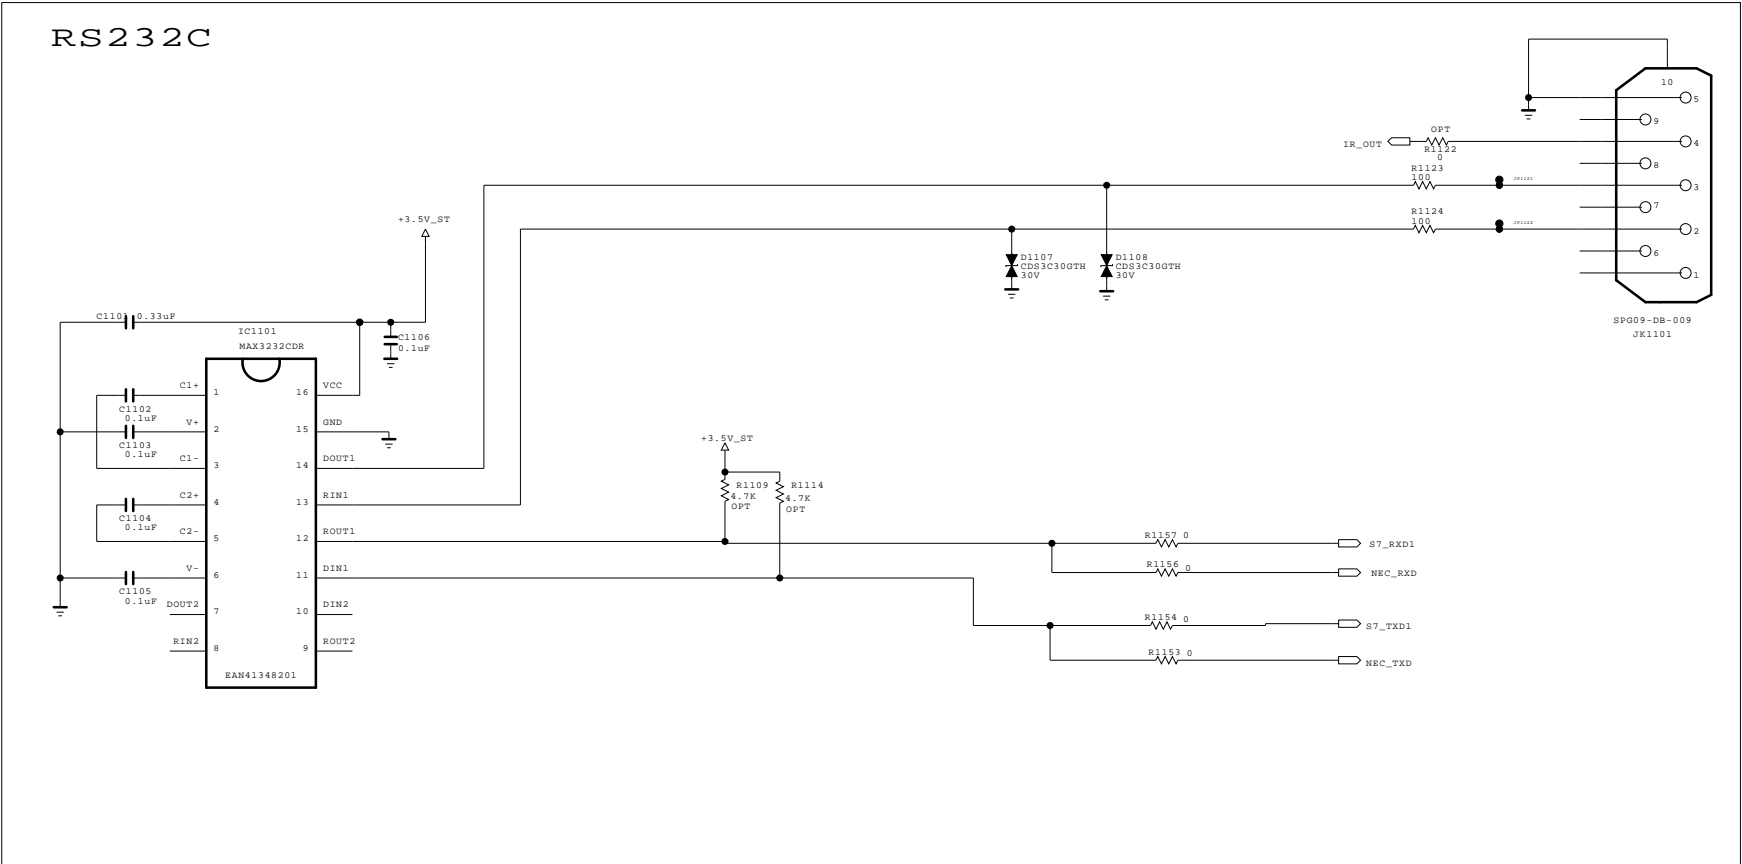 RS232C
10
5
9
OPT
IR_OUT
R1122
0
4
8
R1123
100
JP1121
3
7
R1124
100
JP1122
2
6
1
SPG09-DB-009
JK1101
+3.5V_ST
D1107
CDS3C30GTH
30V
D1108
CDS3C30GTH
30V
C1101 0.33uF
IC1101
MAX3232CDR
C1106
0.1uF
C1+
1
16
VCC
C1102
0.1uF
V+
2
15
GND
C1103
0.1uF
C1-
3
14
DOUT1
C2+
4
13
RIN1
C1104
0.1uF
C2-
5
12
ROUT1
V-
6
11
DIN1
C1105
0.1uF
DOUT2
7
10
DIN2
RIN2
8
9
ROUT2
EAN41348201
+3.5V_ST
R1109
4.7K
OPT
R1114
4.7K
OPT
R1157 0
S7_RXD1
R1156 0
NEC_RXD
R1154 0
S7_TXD1
R1153 0
NEC_TXD